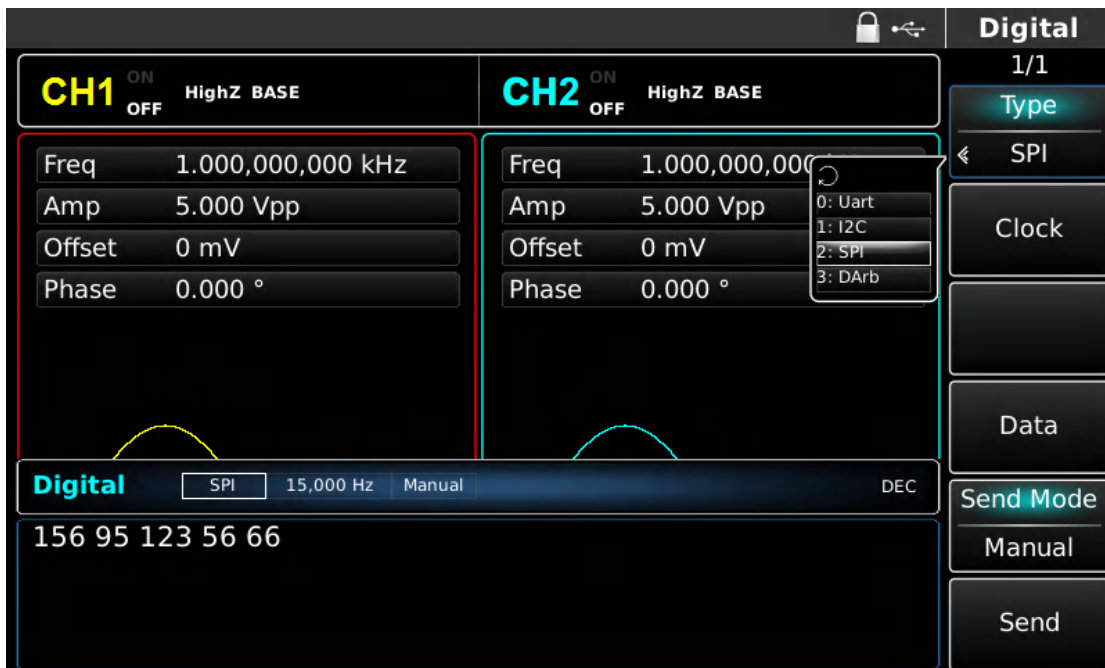 Digital
1/1
CH1 ON OFF HighZ BASE
CH2 ON OFF HighZ BASE
Type
SPI
Freq 1.000,000,000 kHz
Amp 5.000 Vpp
Offset 0 mV
Phase 0.000 °
Freq 1.000,000,000
Amp 5.000 Vpp
Offset 0 mV
Phase 0.000 °
0: Uart
1: I2C
2: SPI
3: DArb
Clock
Data
Digital SPI 15,000 Hz Manual DEC
156 95 123 56 66
Send Mode
Manual
Send